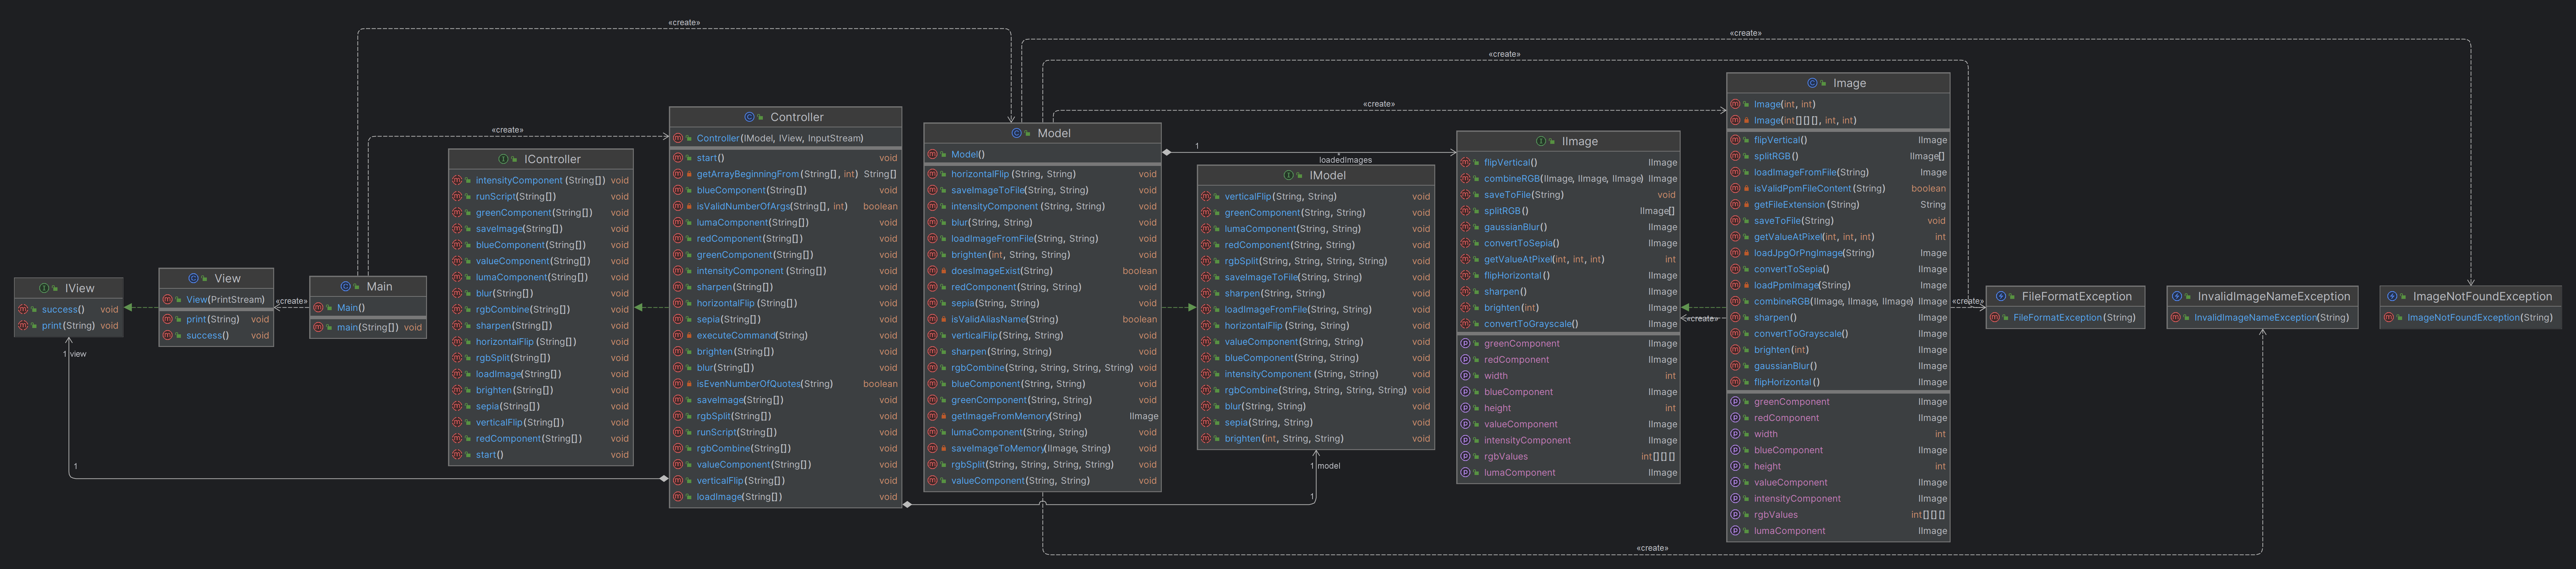 «create»
«create»
«create»
«create»
«create»
IView
success() void
print(String) void
1 view
1
View
View(PrintStream)
print(String) void
success() void
«create»
Main
Main()
main(String[]) void
IController
intensityComponent (String[]) void
runScript(String[]) void
greenComponent(String[]) void
saveImage(String[]) void
blueComponent(String[]) void
valueComponent(String[]) void
lumaComponent(String[]) void
blur(String[]) void
rgbCombine(String[]) void
sharpen(String[]) void
horizontalFlip (String[]) void
rgbSplit(String[]) void
loadImage(String[]) void
brighten(String[]) void
sepia(String[]) void
verticalFlip(String[]) void
redComponent(String[]) void
start() void
Controller
Controller(IModel, IView, InputStream)
start() void
getArrayBeginningFrom (String[], int) String[]
blueComponent(String[]) void
isValidNumberOfArgs(String[], int) boolean
lumaComponent(String[]) void
redComponent(String[]) void
greenComponent(String[]) void
intensityComponent (String[]) void
sharpen(String[]) void
horizontalFlip (String[]) void
sepia(String[]) void
executeCommand(String) void
brighten(String[]) void
blur(String[]) void
isEvenNumberOfQuotes(String) boolean
saveImage(String[]) void
rgbSplit(String[]) void
runScript(String[]) void
rgbCombine(String[]) void
valueComponent(String[]) void
verticalFlip(String[]) void
loadImage(String[]) void
Model
Model()
horizontalFlip (String, String) void
saveImageToFile(String, String) void
intensityComponent (String, String) void
blur(String, String) void
loadImageFromFile(String, String) void
brighten(int, String, String) void
doesImageExist(String) boolean
redComponent(String, String) void
sepia(String, String) void
isValidAliasName(String) boolean
verticalFlip(String, String) void
sharpen(String, String) void
rgbCombine(String, String, String, String) void
blueComponent(String, String) void
greenComponent(String, String) void
getImageFromMemory(String) IImage
lumaComponent(String, String) void
saveImageToMemory(IImage, String) void
rgbSplit(String, String, String, String) void
valueComponent(String, String) void
1
*
loadedImages
IModel
verticalFlip(String, String) void
greenComponent(String, String) void
lumaComponent(String, String) void
redComponent(String, String) void
rgbSplit(String, String, String, String) void
saveImageToFile(String, String) void
sharpen(String, String) void
loadImageFromFile(String, String) void
horizontalFlip (String, String) void
valueComponent(String, String) void
blueComponent(String, String) void
intensityComponent (String, String) void
rgbCombine(String, String, String, String) void
blur(String, String) void
sepia(String, String) void
brighten(int, String, String) void
1 model
1
IImage
flipVertical() IImage
combineRGB(IImage, IImage, IImage) IImage
saveToFile(String) void
splitRGB() IImage[]
gaussianBlur() IImage
convertToSepia() IImage
getValueAtPixel(int, int, int) int
flipHorizontal () IImage
sharpen() IImage
brighten(int) IImage
convertToGrayscale() IImage
greenComponent IImage
redComponent IImage
width int
blueComponent IImage
height int
valueComponent IImage
intensityComponent IImage
rgbValues int[][][]
lumaComponent IImage
«create»
Image
Image(int, int)
Image(int[][][], int, int)
flipVertical() IImage
splitRGB() IImage[]
loadImageFromFile(String) Image
isValidPpmFileContent(String) boolean
getFileExtension (String) String
saveToFile(String) void
getValueAtPixel(int, int, int) int
loadJpgOrPngImage(String) Image
convertToSepia() IImage
loadPpmImage(String) Image
combineRGB(IImage, IImage, IImage) IImage
sharpen() IImage
convertToGrayscale() IImage
brighten(int) IImage
gaussianBlur() IImage
flipHorizontal () IImage
greenComponent IImage
redComponent IImage
width int
blueComponent IImage
height int
valueComponent IImage
intensityComponent IImage
rgbValues int[][][]
lumaComponent IImage
«create»
FileFormatException
FileFormatException(String)
InvalidImageNameException
InvalidImageNameException(String)
ImageNotFoundException
ImageNotFoundException(String)
«create»